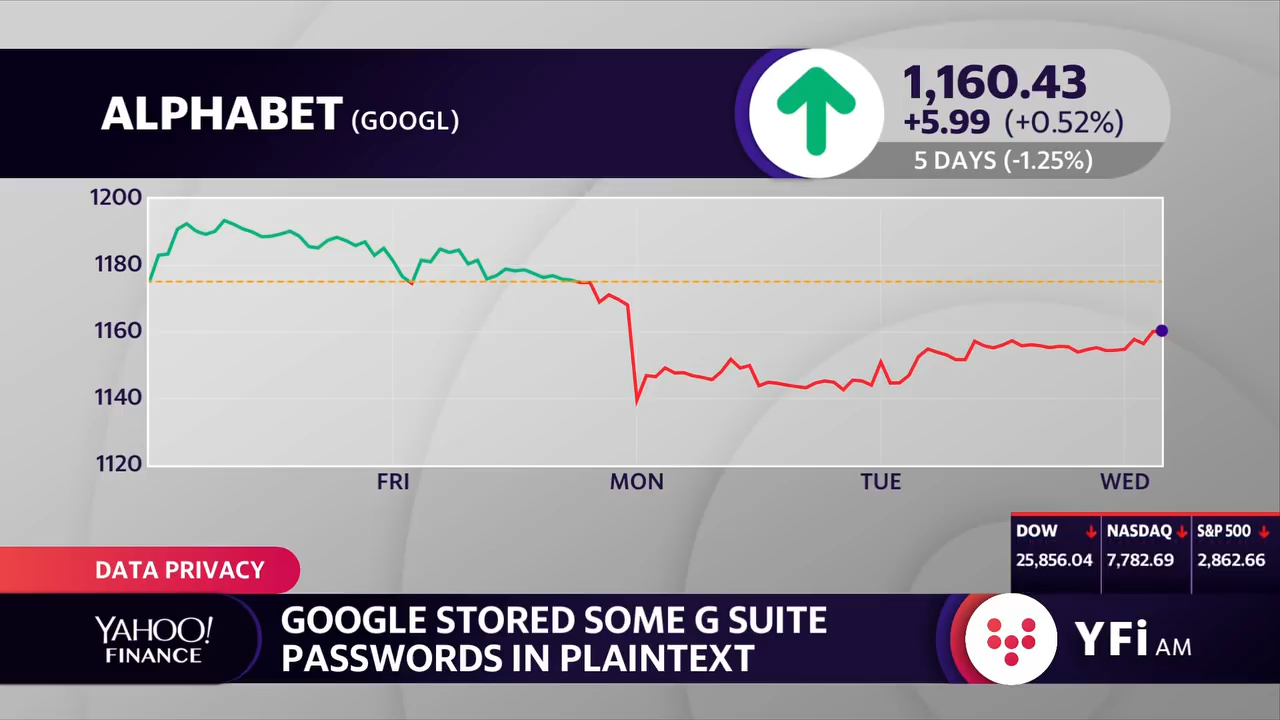 ALPHABET (GOOGL)
1,160.43
+5.99 (+0.52%)
5 DAYS (-1.25%)
1200
1180
1160
1140
1120
FRI MON TUE WED
DOW NASDAQ S&P 500
25,856.04 7,782.69 2,862.66
DATA PRIVACY
YAHOO!
FINANCE
GOOGLE STORED SOME G SUITE
PASSWORDS IN PLAINTEXT
YFi AM